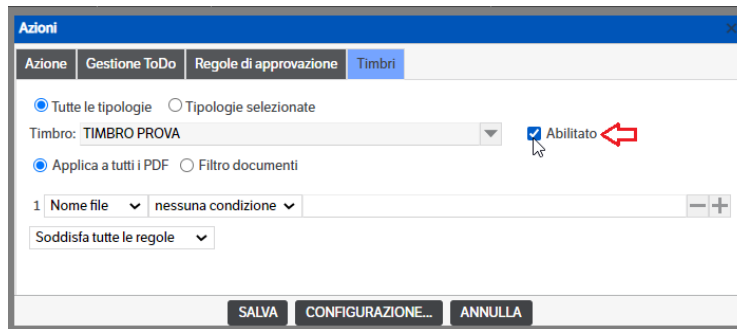 Azioni
Azione Gestione ToDo Regole di approvazione Timbri
Tutte le tipologie Tipologie selezionate
Timbro: TIMBRO PROVA Abilitato
Applica a tutti i PDF Filtro documenti
1 Nome file nessuna condizione
Soddisfa tutte le regole
SALVA CONFIGURAZIONE... ANNULLA